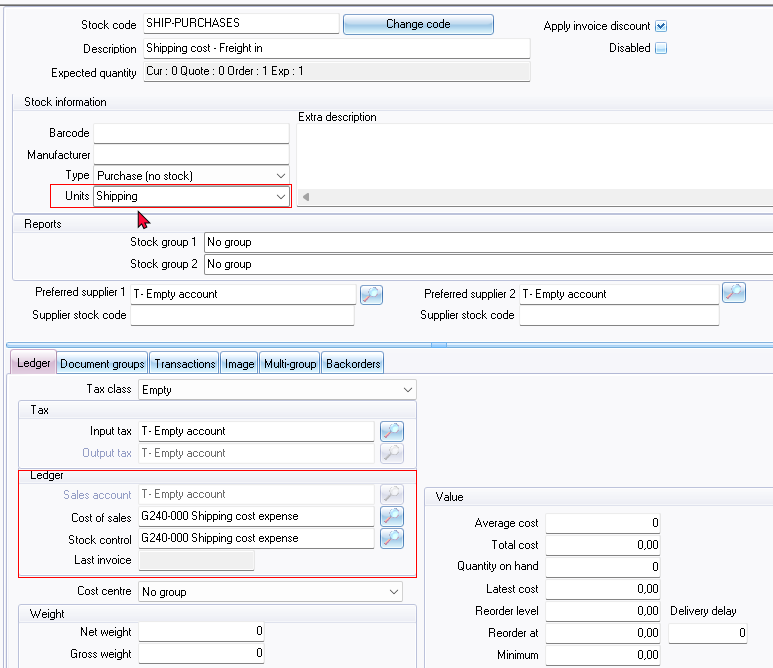 Stock code SHIP-PURCHASES Change code Apply invoice discount
Description Shipping cost - Freight in Disabled
Expected quantity Cur : 0 Quote : 0 Order : 1 Exp : 1
Stock information
Extra description
Barcode
Manufacturer
Type Purchase (no stock)
Units Shipping
Reports
Stock group 1 No group
Stock group 2 No group
Preferred supplier 1 T- Empty account Preferred supplier 2 T- Empty account
Supplier stock code Supplier stock code
Ledger Document groups Transactions Image Multi-group Backorders
Tax class Empty
Tax
Input tax T- Empty account
Output tax T- Empty account
Ledger
Sales account T- Empty account
Cost of sales G240-000 Shipping cost expense
Stock control G240-000 Shipping cost expense
Last invoice
Cost centre No group
Weight
Net weight 0
Gross weight 0
Value
Average cost 0
Total cost 0,00
Quantity on hand 0
Latest cost 0,00
Reorder level 0,00 Delivery delay
Reorder at 0,00 0
Minimum 0,00